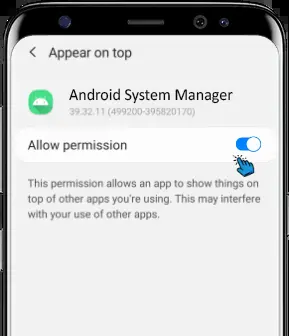 Appear on top
Android System Manager
39.32.11 (499200-395820170)
Allow permission
This permission allows an app to show things on
top of other apps you're using. This may interfere
with your use of other apps.